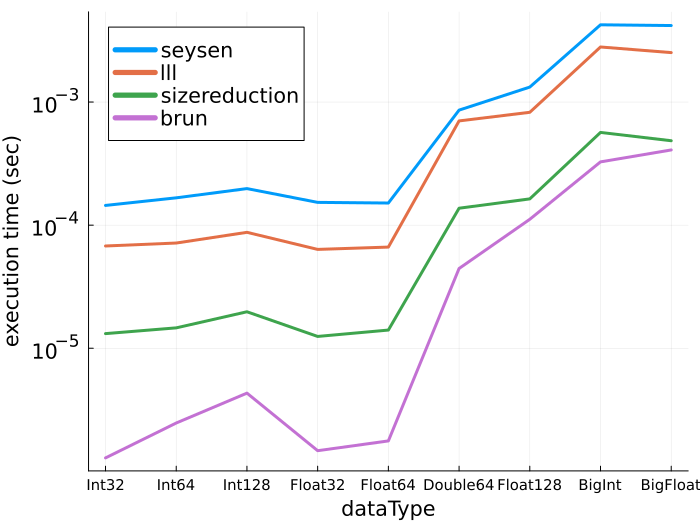 seysen
lll
sizereduction
brun
execution time (sec)
10⁻³
10⁻⁴
10⁻⁵
Int32 Int64 Int128 Float32 Float64 Double64 Float128 BigInt BigFloat
dataType